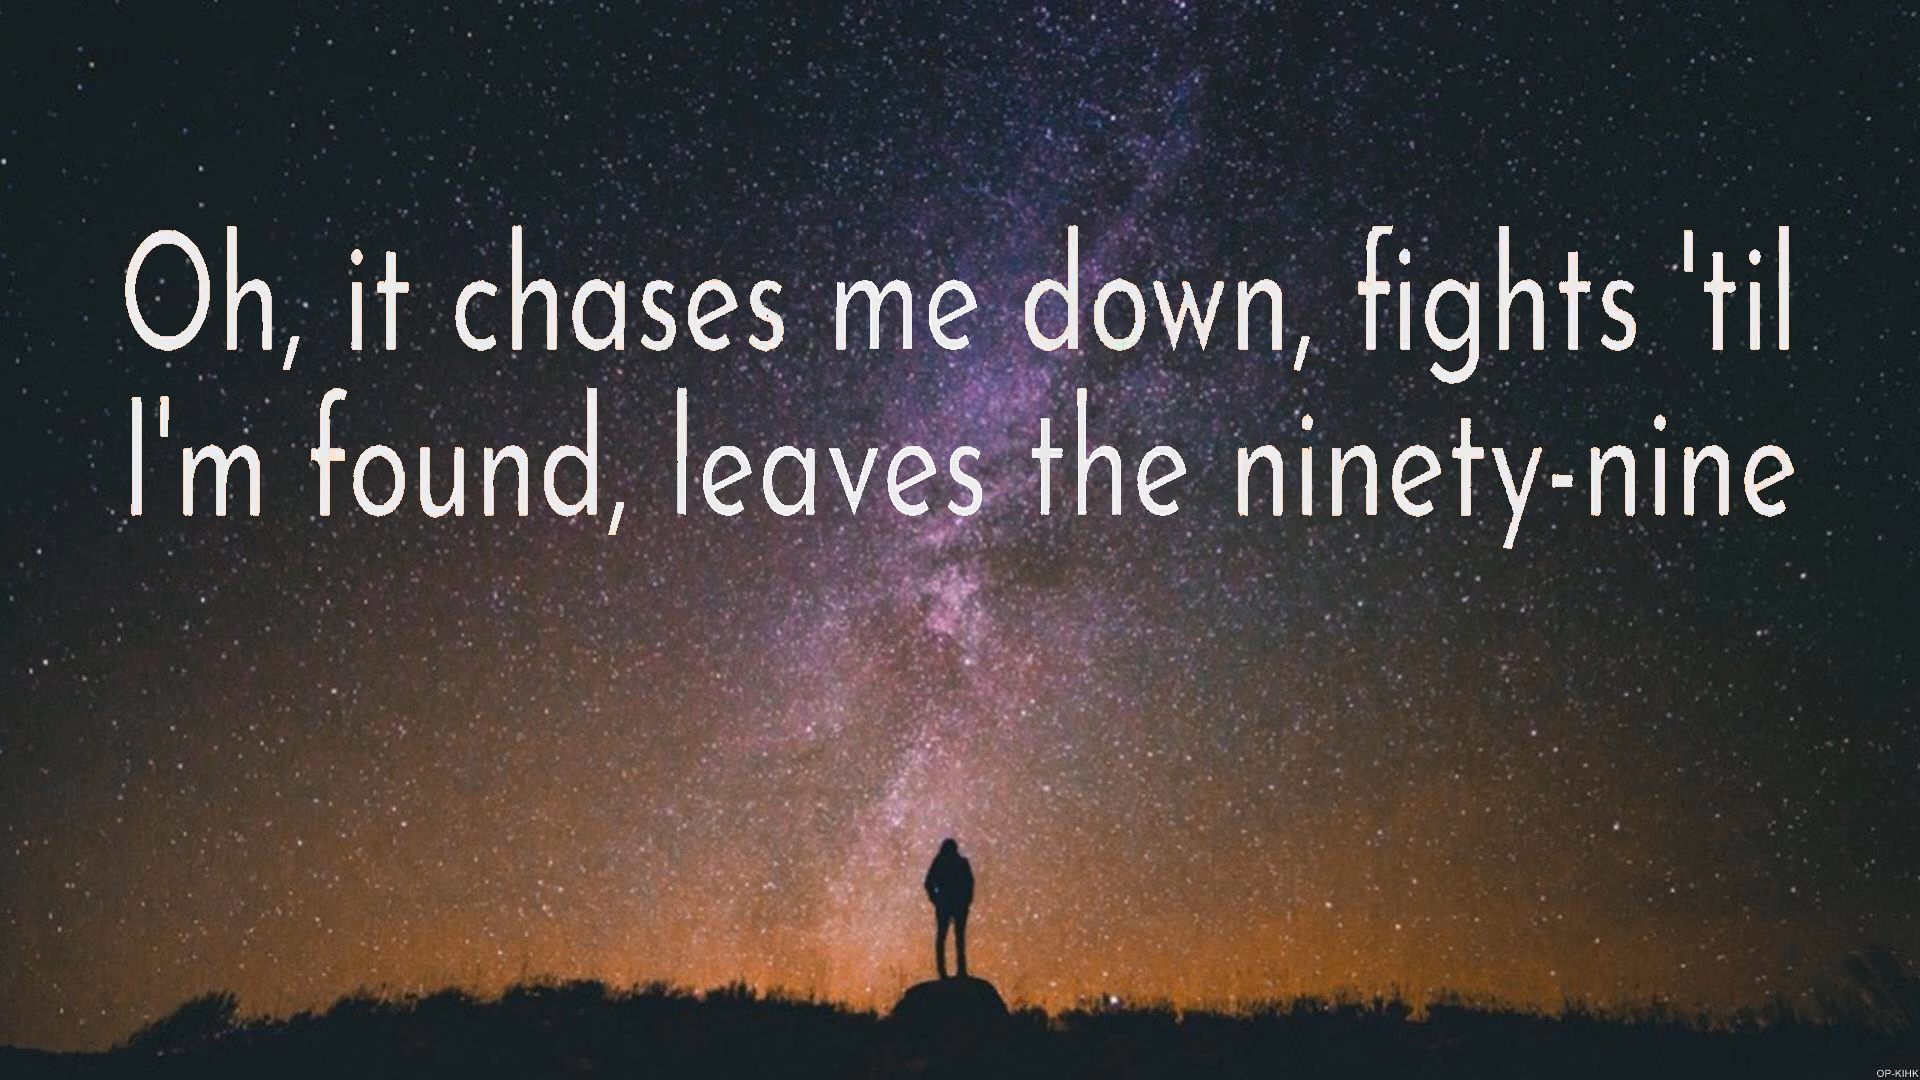 Oh, it chases me down, fights 'til
I'm found, leaves the ninety-nine
OP-KIHK